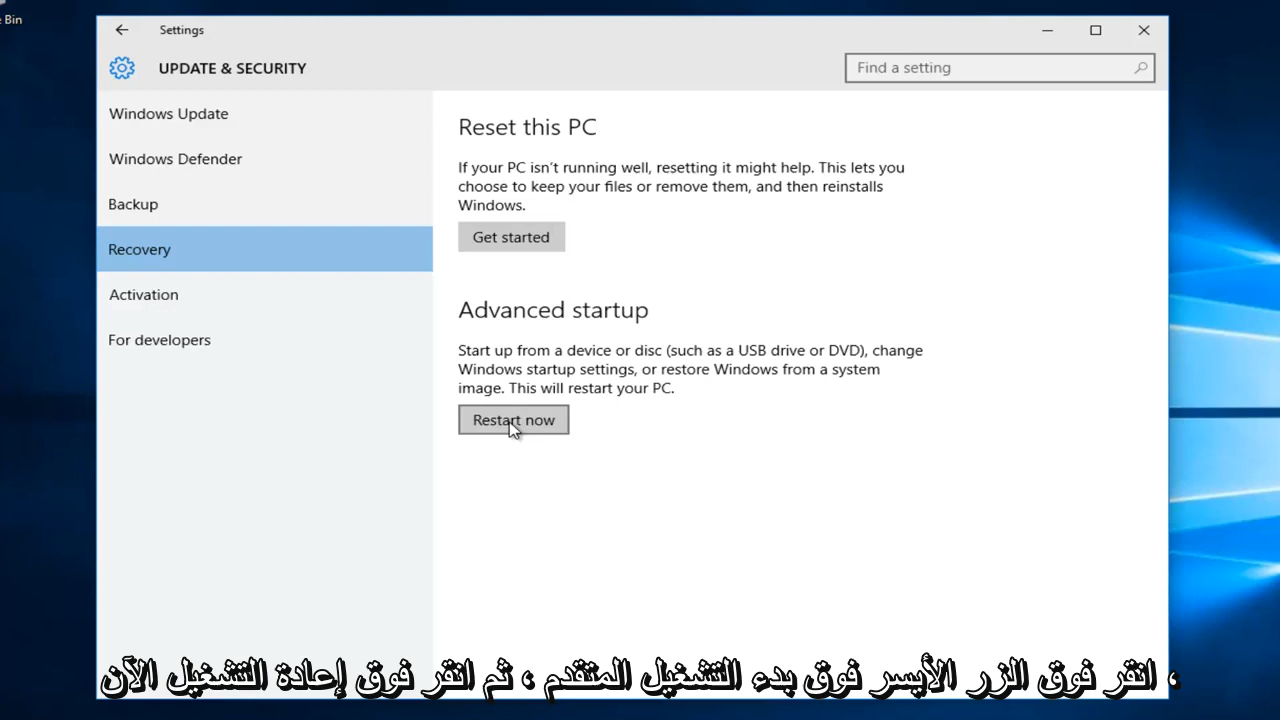 e Bin
Settings
UPDATE & SECURITY
Find a setting
Windows Update
Windows Defender
Backup
Recovery
Activation
For developers
Reset this PC
If your PC isn't running well, resetting it might help. This lets you
choose to keep your files or remove them, and then reinstalls
Windows.
Get started
Advanced startup
Start up from a device or disc (such as a USB drive or DVD), change
Windows startup settings, or restore Windows from a system
image. This will restart your PC.
Restart now
، انقر فوق الزر الأيسر فوق بدء التشغيل المتقدم ، ثم انقر فوق إعادة التشغيل الآن